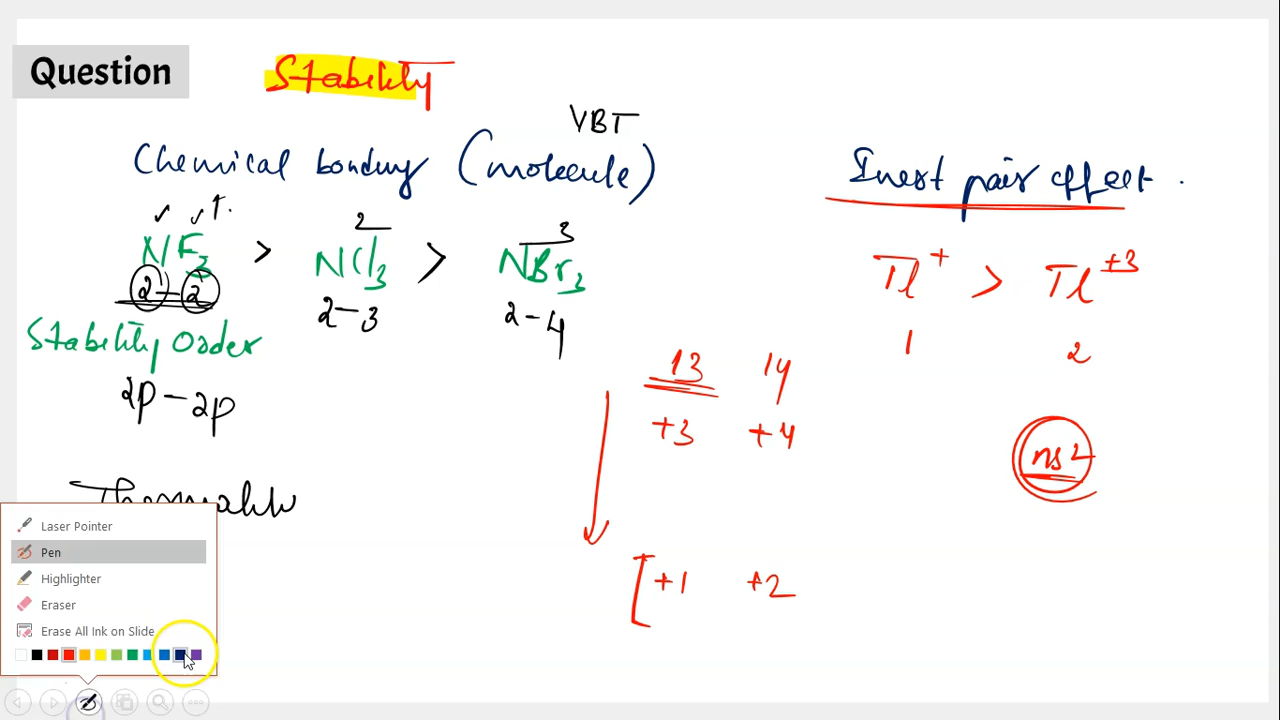 Question
Stability
VBT
Chemical bonding (molecule)
Inert pair effect.
✓ ✓ ↑.
2
3
NF3 > NCl3 > NBr3
2-2
2-3
2-4
Tl+ > Tl+3
1
2
Stability Order
2p-2p
13 14
+3 +4
ns2
+1 +2
Laser Pointer
Pen
Highlighter
Eraser
Erase All Ink on Slide